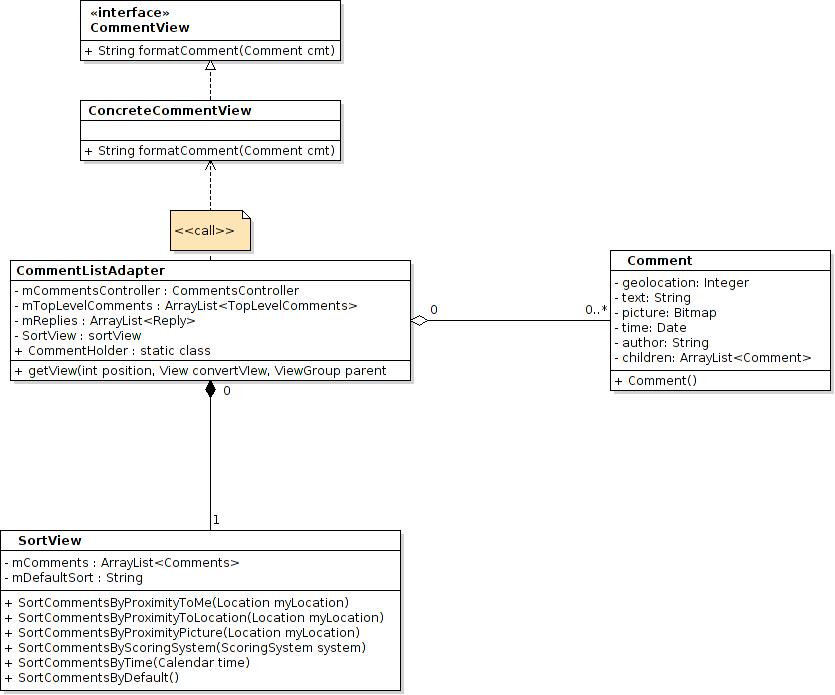 «interface»
CommentView
+ String formatComment(Comment cmt)
ConcreteCommentView
+ String formatComment(Comment cmt)
<<call>>
CommentListAdapter
- mCommentsController : CommentsController
- mTopLevelComments : ArrayList<TopLevelComments>
- mReplies : ArrayList<Reply>
- SortView : sortView
+ CommentHolder : static class
+ getView(int position, View convertVIew, ViewGroup parent
0
0..*
Comment
- geolocation: Integer
- text: String
- picture: Bitmap
- time: Date
- author: String
- children: ArrayList<Comment>
+ Comment()
0
1
SortView
- mComments : ArrayList<Comments>
- mDefaultSort : String
+ SortCommentsByProximityToMe(Location myLocation)
+ SortCommentsByProximityToLocation(Location myLocation)
+ SortCommentsByProximityPicture(Location myLocation)
+ SortCommentsByScoringSystem(ScoringSystem system)
+ SortCommentsByTime(Calendar time)
+ SortCommentsByDefault()